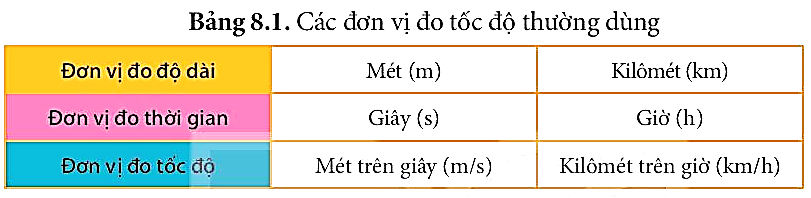 Bảng 8.1. Các đơn vị đo tốc độ thường dùng
Đơn vị đo độ dài Mét (m) Kilômét (km)
Đơn vị đo thời gian Giây (s) Giờ (h)
Đơn vị đo tốc độ Mét trên giây (m/s) Kilômét trên giờ (km/h)